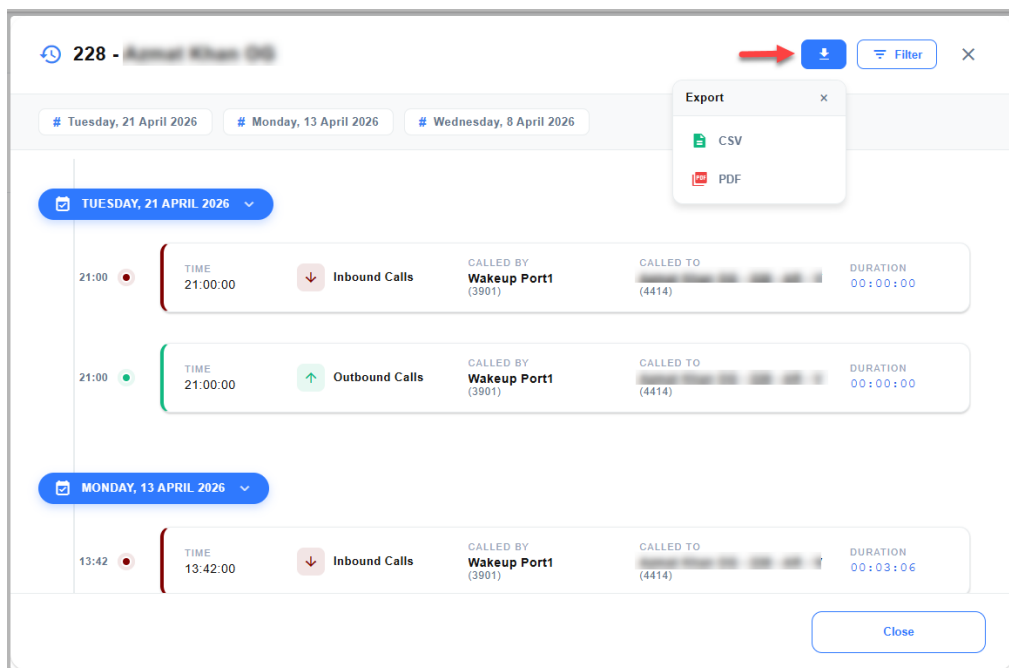 228 -
Filter
Export
CSV
PDF
# Tuesday, 21 April 2026
# Monday, 13 April 2026
# Wednesday, 8 April 2026
TUESDAY, 21 APRIL 2026
21:00
TIME
21:00:00
Inbound Calls
CALLED BY
Wakeup Port1
(3901)
CALLED TO
(4414)
DURATION
00:00:00
21:00
TIME
21:00:00
Outbound Calls
CALLED BY
Wakeup Port1
(3901)
CALLED TO
(4414)
DURATION
00:00:00
MONDAY, 13 APRIL 2026
13:42
TIME
13:42:00
Inbound Calls
CALLED BY
Wakeup Port1
(3901)
CALLED TO
(4414)
DURATION
00:03:06
Close